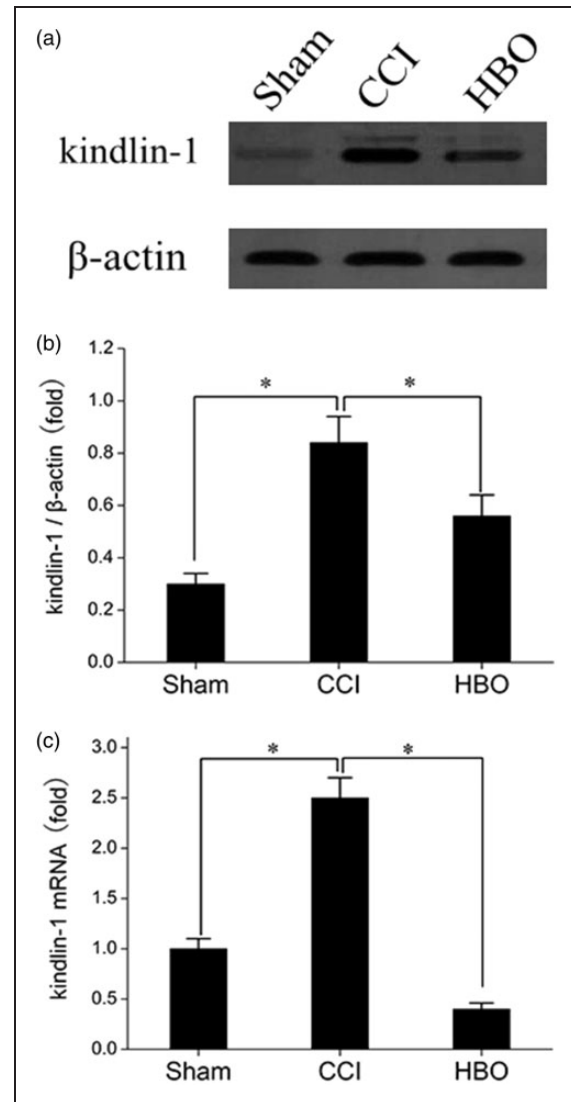 (a)
Sham CCI HBO
kindlin-1
β-actin
(b)
kindlin-1 / β-actin (fold)
1.2
1.0
0.8
0.6
0.4
0.2
0.0
* *
Sham CCI HBO
(c)
kindlin-1 mRNA (fold)
3.0
2.5
2.0
1.5
1.0
0.5
0.0
* *
Sham CCI HBO